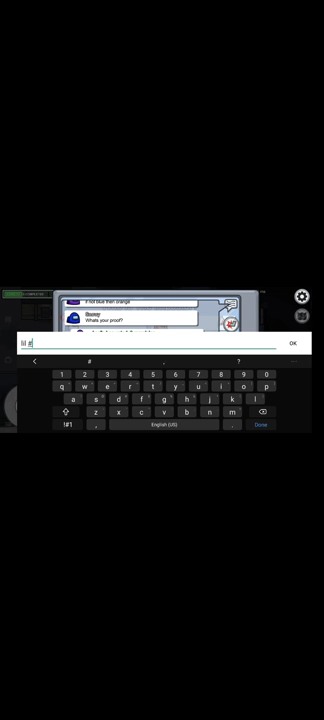 if not blue then orange
Whats your proof?
lil #
OK
# , ?
1 2 3 4 5 6 7 8 9 0
q w e r t y u i o p
a s d f g h j k l
z x c v b n m
!#1 , English (US) . Done